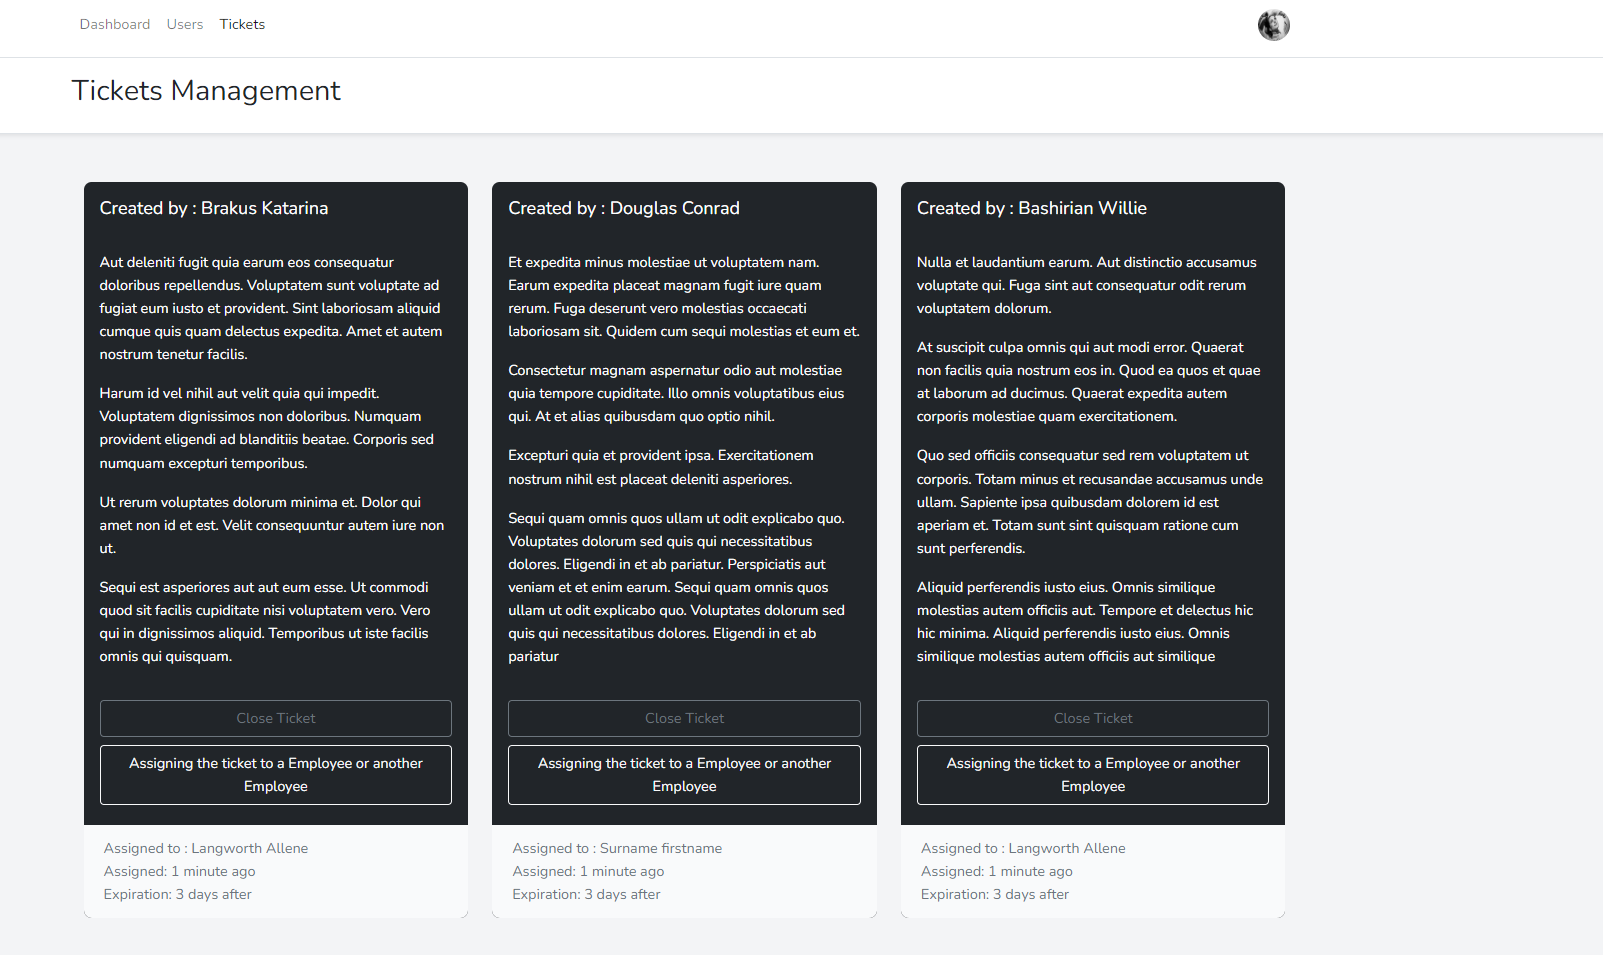 Dashboard Users Tickets
Tickets Management
Created by : Brakus Katarina
Aut deleniti fugit quia earum eos consequatur
doloribus repellendus. Voluptatem sunt voluptate ad
fugiat eum iusto et provident. Sint laboriosam aliquid
cumque quis quam delectus expedita. Amet et autem
nostrum tenetur facilis.
Harum id vel nihil aut velit quia qui impedit.
Voluptatem dignissimos non doloribus. Numquam
provident eligendi ad blanditiis beatae. Corporis sed
numquam excepturi temporibus.
Ut rerum voluptates dolorum minima et. Dolor qui
amet non id et est. Velit consequuntur autem iure non
ut.
Sequi est asperiores aut aut eum esse. Ut commodi
quod sit facilis cupiditate nisi voluptatem vero. Vero
qui in dignissimos aliquid. Temporibus ut iste facilis
omnis qui quisquam.
Close Ticket
Assigning the ticket to a Employee or another
Employee
Assigned to : Langworth Allene
Assigned: 1 minute ago
Expiration: 3 days after
Created by : Douglas Conrad
Et expedita minus molestiae ut voluptatem nam.
Earum expedita placeat magnam fugit iure quam
rerum. Fuga deserunt vero molestias occaecati
laboriosam sit. Quidem cum sequi molestias et eum et.
Consectetur magnam aspernatur odio aut molestiae
quia tempore cupiditate. Illo omnis voluptatibus eius
qui. At et alias quibusdam quo optio nihil.
Excepturi quia et provident ipsa. Exercitationem
nostrum nihil est placeat deleniti asperiores.
Sequi quam omnis quos ullam ut odit explicabo quo.
Voluptates dolorum sed quis qui necessitatibus
dolores. Eligendi in et ab pariatur. Perspiciatis aut
veniam et et enim earum. Sequi quam omnis quos
ullam ut odit explicabo quo. Voluptates dolorum sed
quis qui necessitatibus dolores. Eligendi in et ab
pariatur
Close Ticket
Assigning the ticket to a Employee or another
Employee
Assigned to : Surname firstname
Assigned: 1 minute ago
Expiration: 3 days after
Created by : Bashirian Willie
Nulla et laudantium earum. Aut distinctio accusamus
voluptate qui. Fuga sint aut consequatur odit rerum
voluptatem dolorum.
At suscipit culpa omnis qui aut modi error. Quaerat
non facilis quia nostrum eos in. Quod ea quos et quae
at laborum ad ducimus. Quaerat expedita autem
corporis molestiae quam exercitationem.
Quo sed officiis consequatur sed rem voluptatem ut
corporis. Totam minus et recusandae accusamus unde
ullam. Sapiente ipsa quibusdam dolorem id est
aperiam et. Totam sunt sint quisquam ratione cum
sunt perferendis.
Aliquid perferendis iusto eius. Omnis similique
molestias autem officiis aut. Tempore et delectus hic
hic minima. Aliquid perferendis iusto eius. Omnis
similique molestias autem officiis aut similique
Close Ticket
Assigning the ticket to a Employee or another
Employee
Assigned to : Langworth Allene
Assigned: 1 minute ago
Expiration: 3 days after